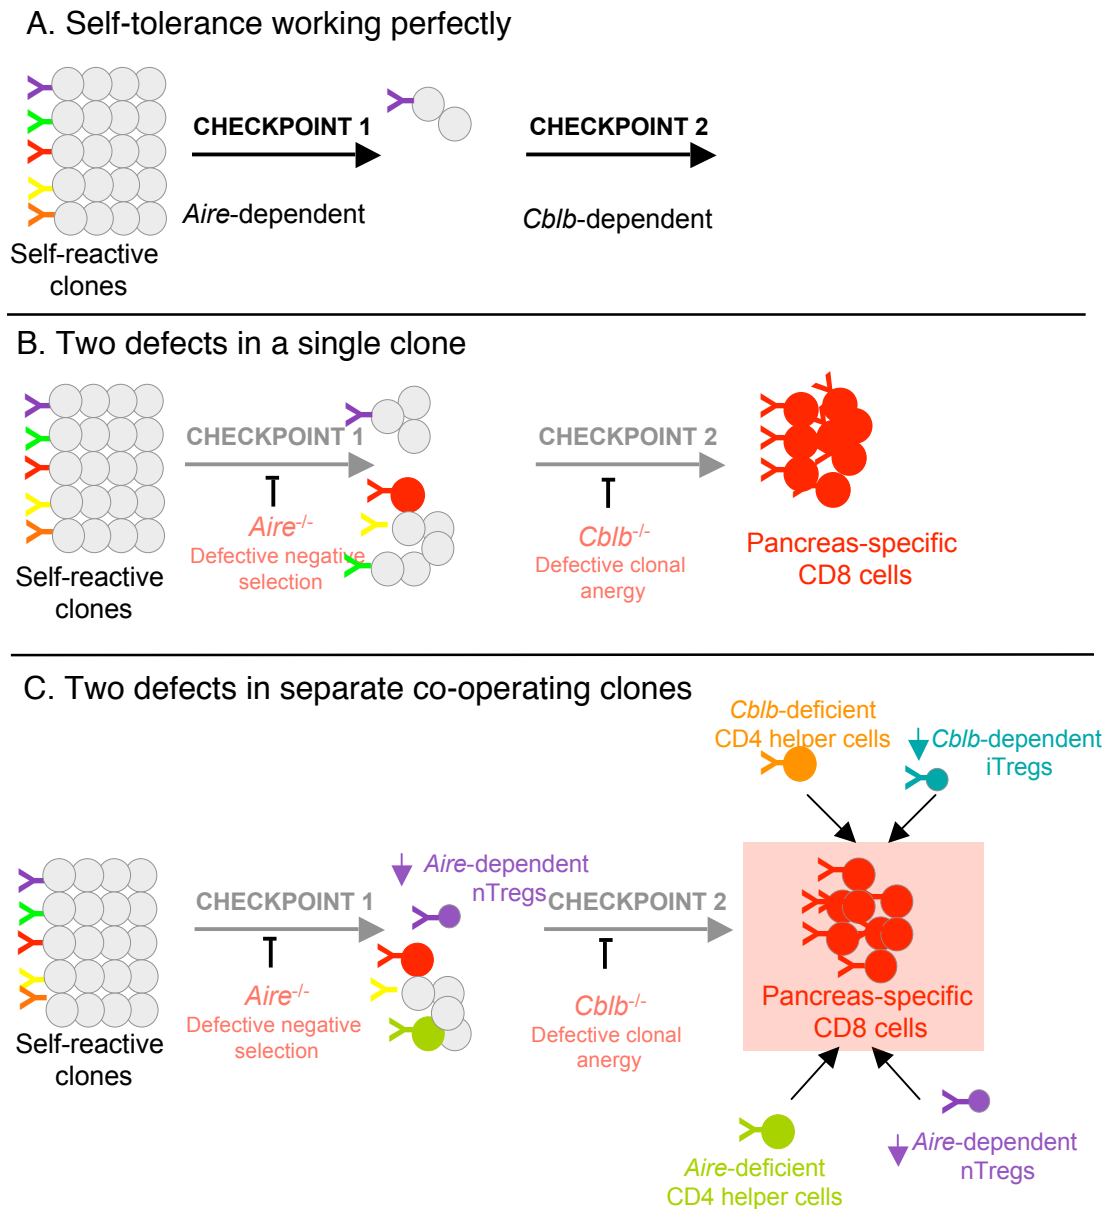 A. Self-tolerance working perfectly
CHECKPOINT 1
CHECKPOINT 2
Aire-dependent
Cblb-dependent
Self-reactive
clones
B. Two defects in a single clone
CHECKPOINT 1
CHECKPOINT 2
Aire-/-
Defective negative
selection
Cblb-/-
Defective clonal
anergy
Pancreas-specific
CD8 cells
Self-reactive
clones
C. Two defects in separate co-operating clones
Cblb-deficient
CD4 helper cells
Cblb-dependent
iTregs
Aire-dependent
nTregs
CHECKPOINT 1
CHECKPOINT 2
Aire-/-
Defective negative
selection
Cblb-/-
Defective clonal
anergy
Pancreas-specific
CD8 cells
Self-reactive
clones
Aire-deficient
CD4 helper cells
Aire-dependent
nTregs